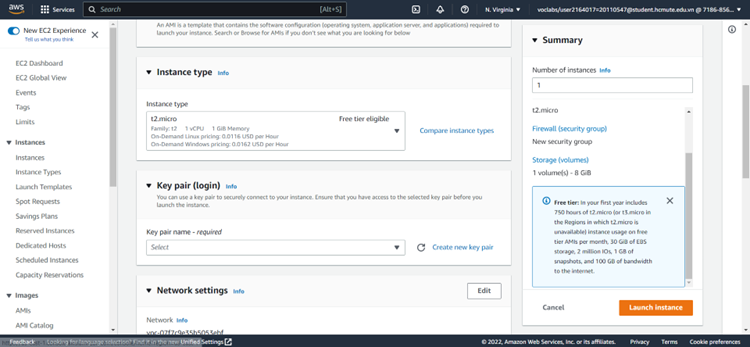 aws
Services
Search
[Alt+S]
N. Virginia
voclabs/user2164017=20110547@student.hcmute.edu.vn @ 7186-856...
New EC2 Experience
Tell us what you think
EC2 Dashboard
EC2 Global View
Events
Tags
Limits
Instances
Instances
Instance Types
Launch Templates
Spot Requests
Savings Plans
Reserved Instances
Dedicated Hosts
Scheduled Instances
Capacity Reservations
Images
AMIs
AMI Catalog
An AMI is a template that contains the software configuration (operating system, application server, and applications) required to
launch your instance. Search or Browse for AMIs if you don't see what you are looking for below
Instance type Info
Instance type
t2.micro Free tier eligible
Family: t2 1 vCPU 1 GiB Memory
On-Demand Linux pricing: 0.0116 USD per Hour
On-Demand Windows pricing: 0.0162 USD per Hour
Compare instance types
Key pair (login) Info
You can use a key pair to securely connect to your instance. Ensure that you have access to the selected key pair before you
launch the instance.
Key pair name - required
Select
Create new key pair
Network settings Info
Edit
Network Info
vpc-07f7c9e35b5053ebf
Summary
Number of instances Info
1
t2.micro
Firewall (security group)
New security group
Storage (volumes)
1 volume(s) - 8 GiB
Free tier: In your first year includes
750 hours of t2.micro (or t3.micro in
the Regions in which t2.micro is
unavailable) instance usage on free
tier AMIs per month, 30 GiB of EBS
storage, 2 million IOs, 1 GB of
snapshots, and 100 GB of bandwidth
to the internet.
Cancel
Launch instance
Feedback
Looking for language selection? Find it in the new Unified Settings
© 2022, Amazon Web Services, Inc. or its affiliates.
Privacy
Terms
Cookie preferences